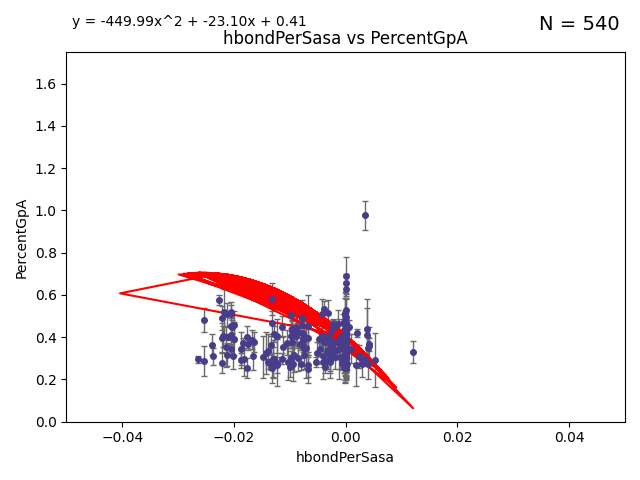 y = -449.99x^2 + -23.10x + 0.41
N = 540
hbondPerSasa vs PercentGpA
1.6
1.4
1.2
1.0
0.8
0.6
0.4
0.2
0.0
PercentGpA
−0.04
−0.02
0.00
0.02
0.04
hbondPerSasa